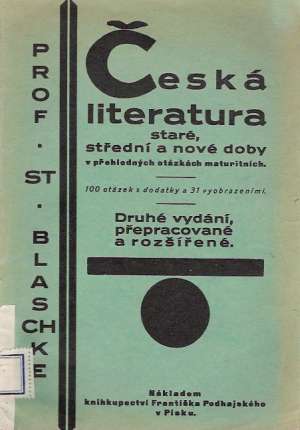 PROF. ST. BLASCHKE
Česká
literatura
staré,
střední a nové doby
v přehledných otázkách maturitních.
100 otázek s dodatky a 31 vyobrazeními.
Druhé vydání,
přepracované
a rozšířené.
Nákladem
knihkupectví Františka Podhajského
v Písku.